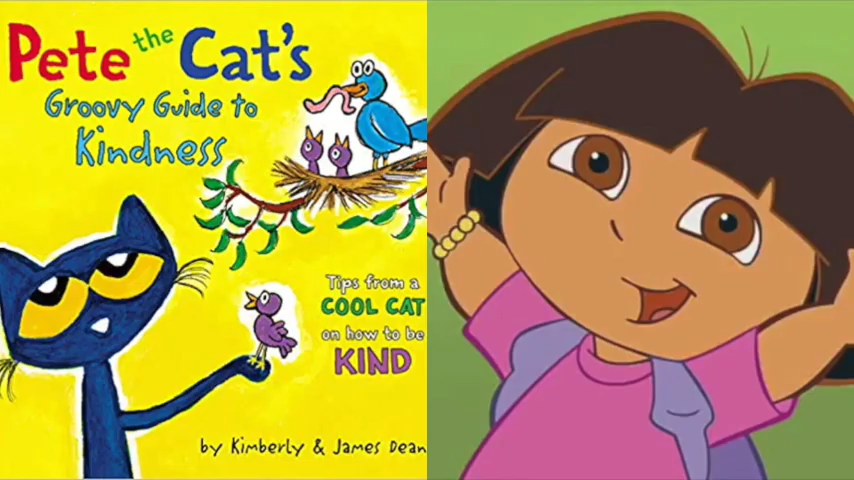 Pete the Cat's
Groovy Guide to
Kindness
Tips from a
COOL CAT
on how to be
KIND
by Kimberly & James Dean